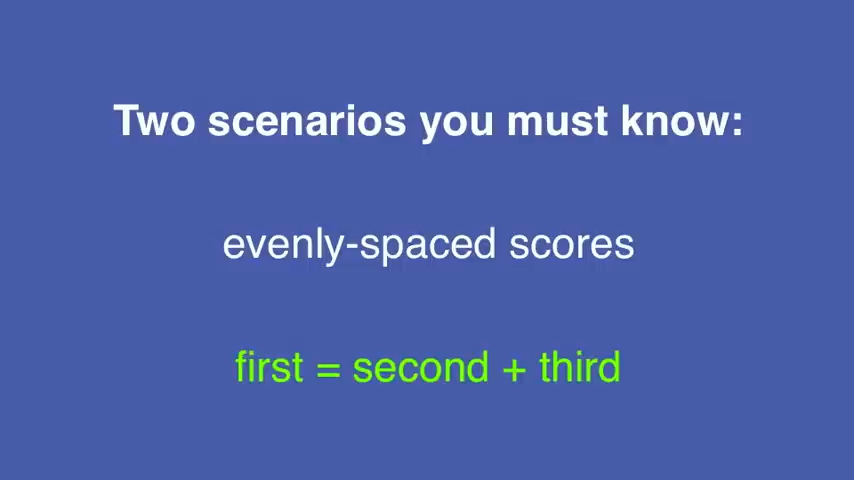 Two scenarios you must know:
evenly-spaced scores
first = second + third